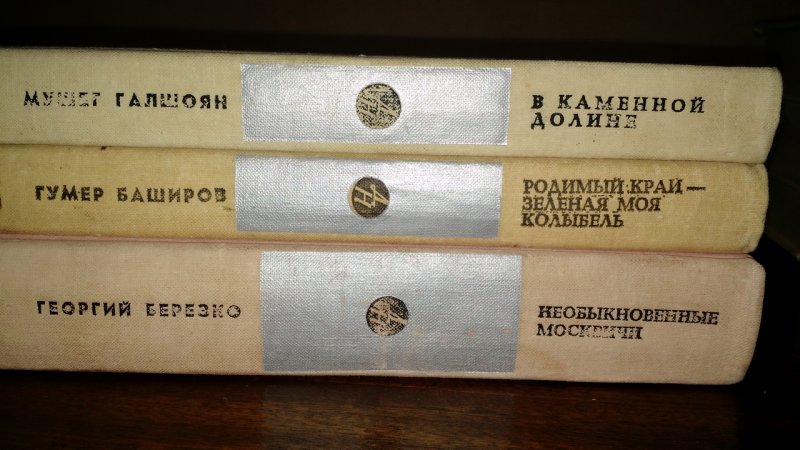 МУШЕГ ГАЛШОЯН
В КАМЕННОЙ
ДОЛИНЕ
ГУМЕР БАШИРОВ
РОДИМЫЙ КРАЙ —
ЗЕЛЕНАЯ МОЯ
КОЛЫБЕЛЬ
ГЕОРГИЙ БЕРЕЗКО
НЕОБЫКНОВЕННЫЕ
МОСКВИЧИ